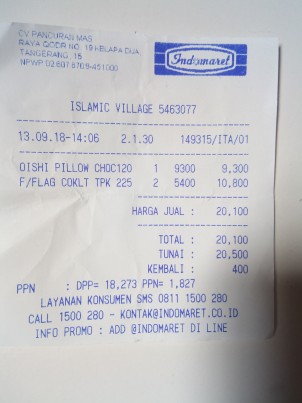 CV PANDURAN MAS
RAYA QODR NO. 19 KELAPA DUA
TANGERANG, 15
NPWP.02.607.8709-451000
Indomaret
ISLAMIC VILLAGE 5463077
13.09.18-14:06 2.1.30 149315/ITA/01
OISHI PILLOW CHOC120 1 9300 9,300
F/FLAG COKLT TPK 225 2 5400 10,800
HARGA JUAL : 20,100
TOTAL : 20,100
TUNAI : 20,500
KEMBALI : 400
PPN : DPP= 18,273 PPN= 1,827
LAYANAN KONSUMEN SMS 0811 1500 280
CALL 1500 280 - KONTAK@INDOMARET.CO.ID
INFO PROMO : ADD @INDOMARET DI LINE